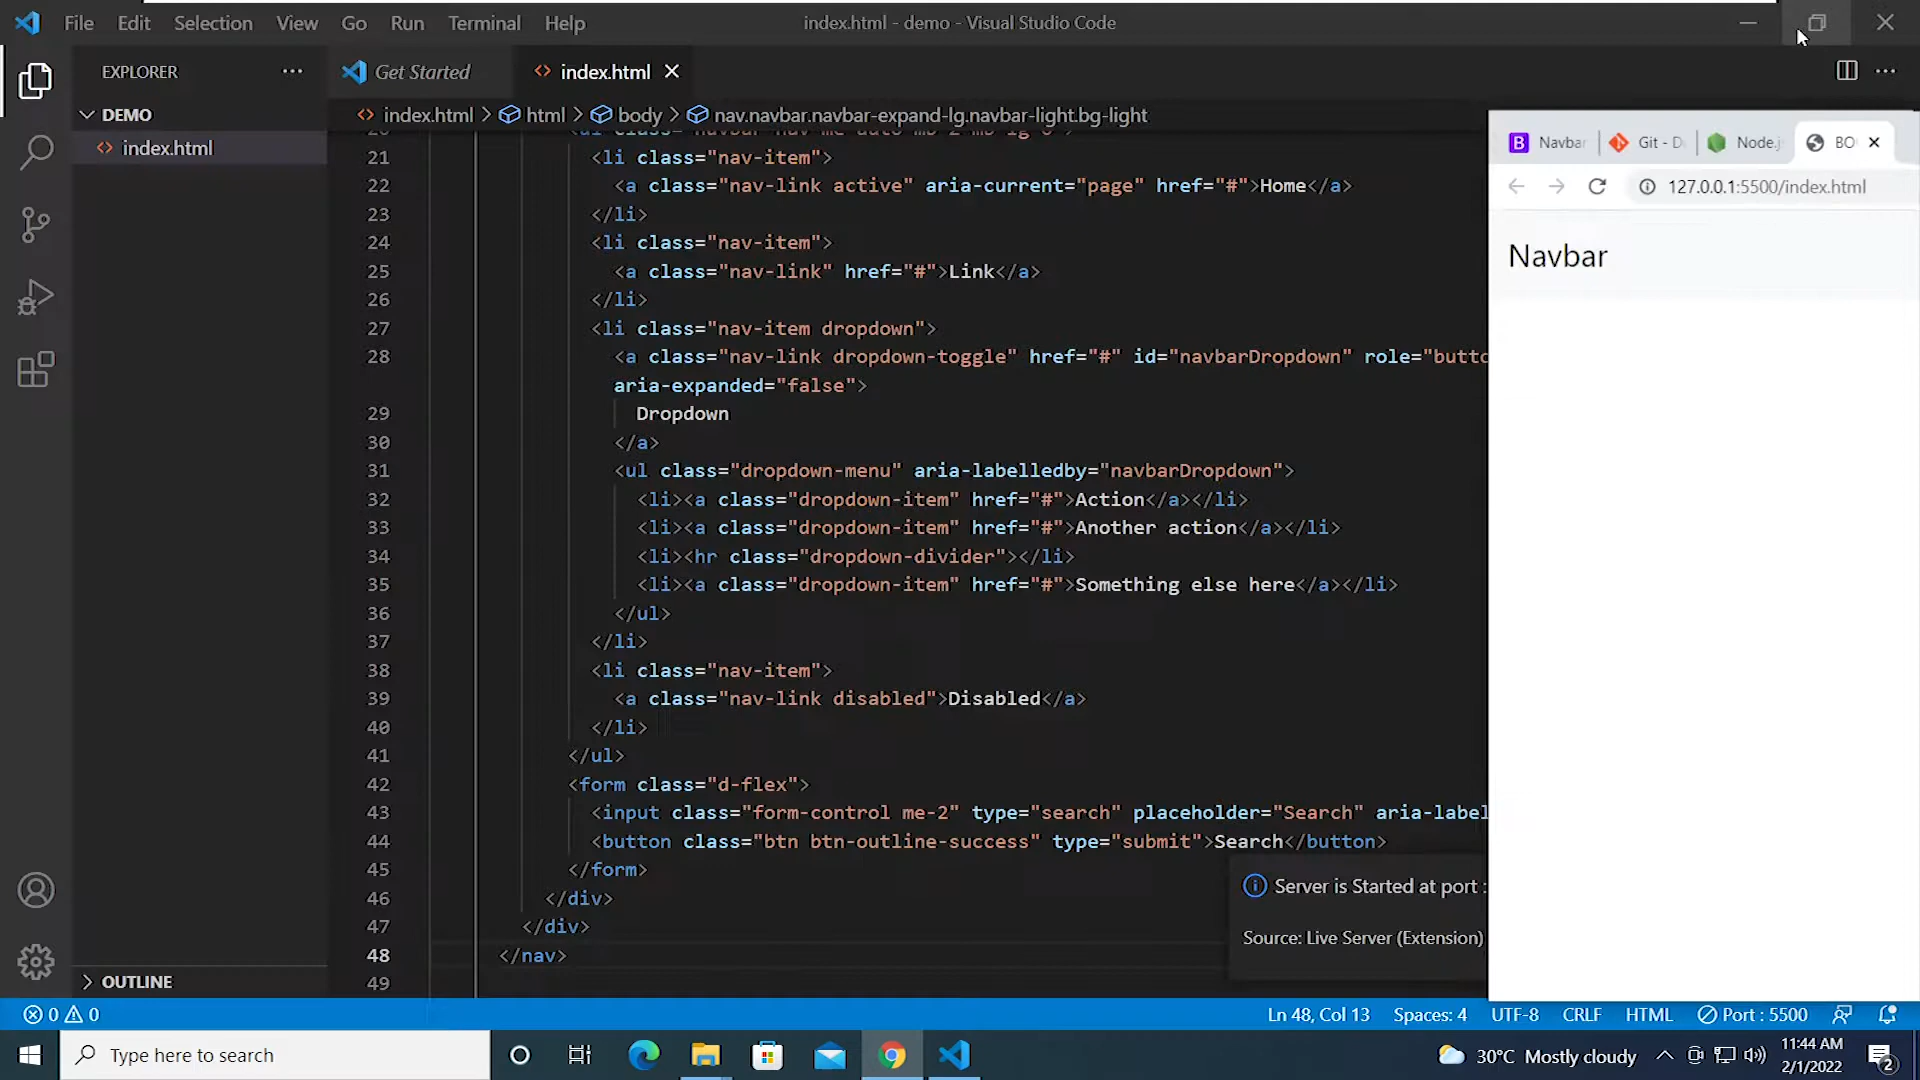 File Edit Selection View Go Run Terminal Help
index.html - demo - Visual Studio Code
EXPLORER
Get Started
index.html
DEMO
index.html
index.html > html > body > nav.navbar.navbar-expand-lg.navbar-light.bg-light
21 <li class="nav-item">
22 <a class="nav-link active" aria-current="page" href="#">Home</a>
23 </li>
24 <li class="nav-item">
25 <a class="nav-link" href="#">Link</a>
26 </li>
27 <li class="nav-item dropdown">
28 <a class="nav-link dropdown-toggle" href="#" id="navbarDropdown" role="butto
aria-expanded="false">
29 Dropdown
30 </a>
31 <ul class="dropdown-menu" aria-labelledby="navbarDropdown">
32 <li><a class="dropdown-item" href="#">Action</a></li>
33 <li><a class="dropdown-item" href="#">Another action</a></li>
34 <li><hr class="dropdown-divider"></li>
35 <li><a class="dropdown-item" href="#">Something else here</a></li>
36 </ul>
37 </li>
38 <li class="nav-item">
39 <a class="nav-link disabled">Disabled</a>
40 </li>
41 </ul>
42 <form class="d-flex">
43 <input class="form-control me-2" type="search" placeholder="Search" aria-label
44 <button class="btn btn-outline-success" type="submit">Search</button>
45 </form>
46 </div>
47 </div>
48 </nav>
49
Server is Started at port :
Source: Live Server (Extension)
OUTLINE
Navbar
Git - D
Node.j
BO
127.0.0.1:5500/index.html
Navbar
0 0
Ln 48, Col 13 Spaces: 4 UTF-8 CRLF HTML Port : 5500
Type here to search
30°C Mostly cloudy
11:44 AM
2/1/2022
2